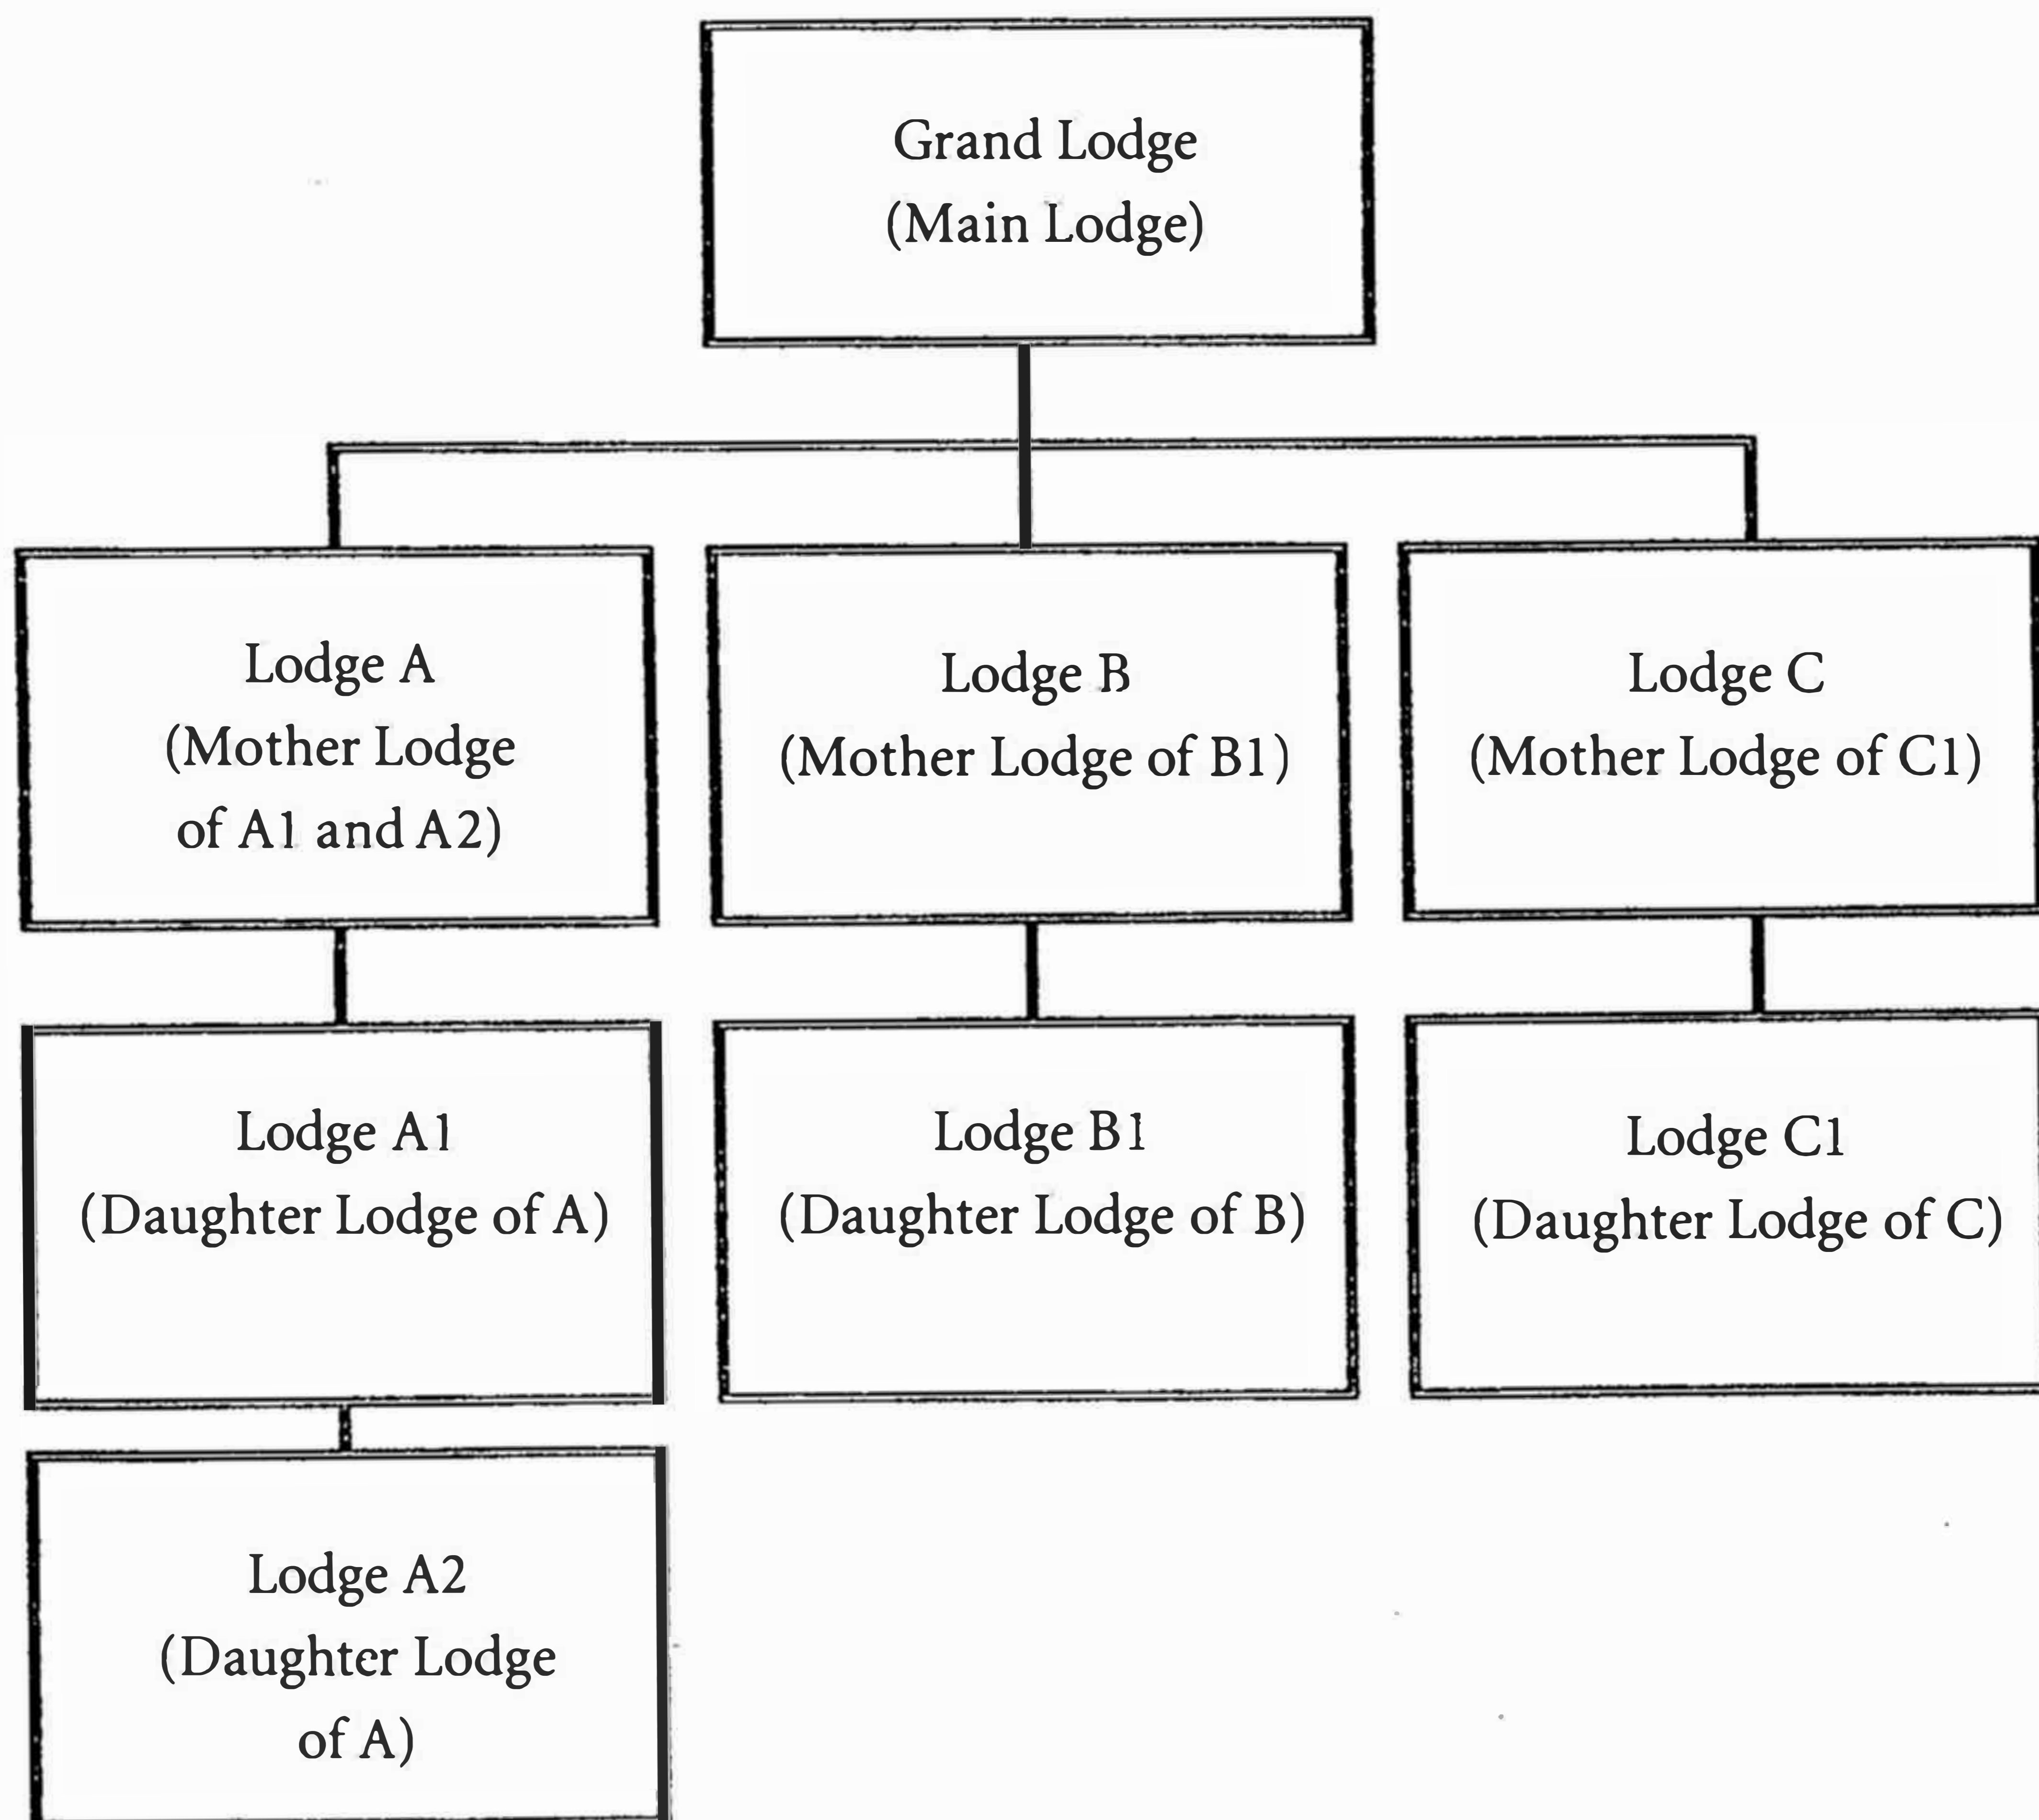 Grand Lodge
(Main Lodge)
Lodge A
(Mother Lodge
of A1 and A2)
Lodge B
(Mother Lodge of B1)
Lodge C
(Mother Lodge of C1)
Lodge A1
(Daughter Lodge of A)
Lodge B1
(Daughter Lodge of B)
Lodge C1
(Daughter Lodge of C)
Lodge A2
(Daughter Lodge
of A)